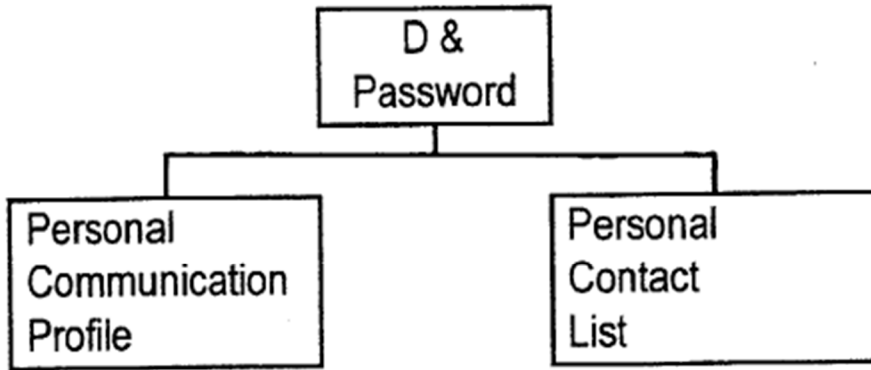 D &
Password
Personal
Communication
Profile
Personal
Contact
List